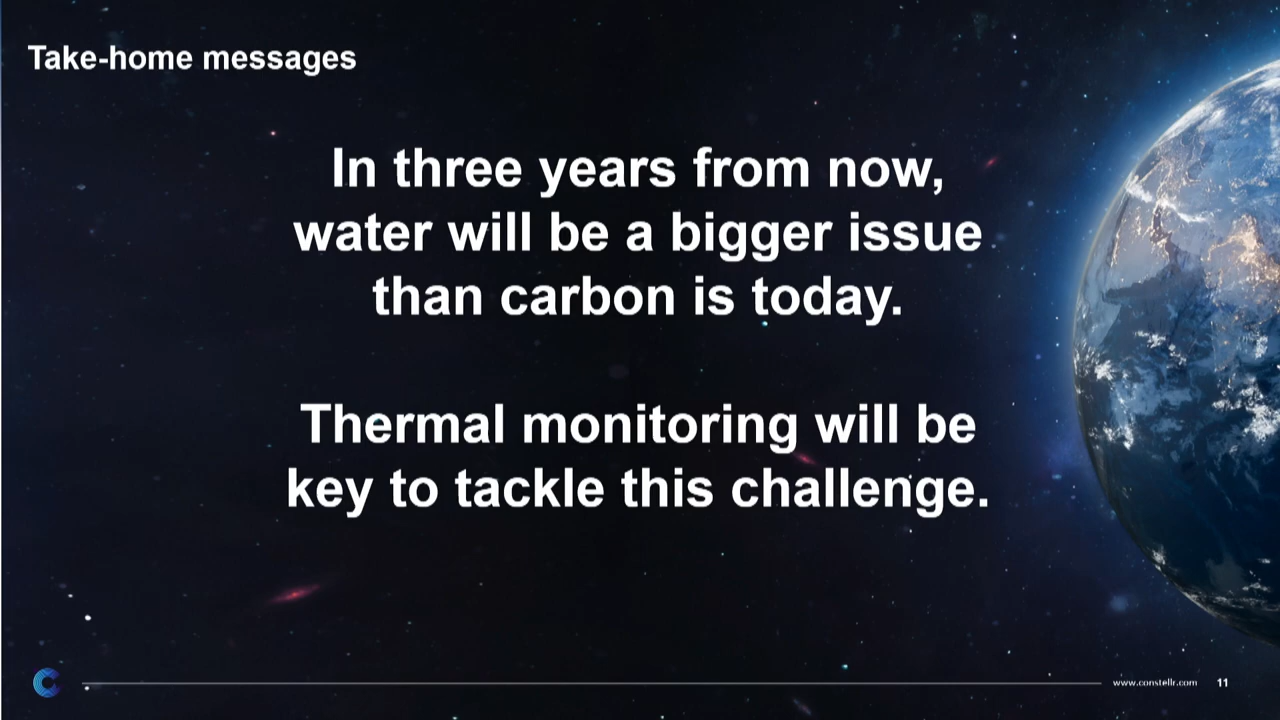 Take-home messages
In three years from now,
water will be a bigger issue
than carbon is today.
Thermal monitoring will be
key to tackle this challenge.
www.constellr.com 11